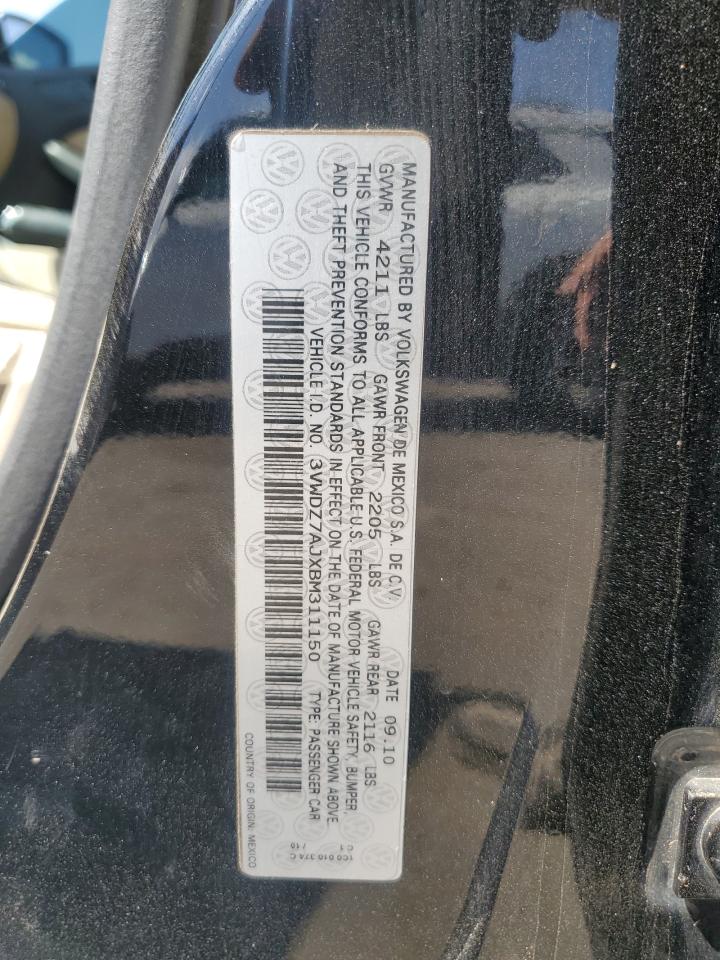 MANUFACTURED BY VOLKSWAGEN DE MEXICO S.A. DE C.V. DATE 09.10
GVWR 4211 LBS GAWR FRONT 2205 LBS GAWR REAR 2116 LBS
THIS VEHICLE CONFORMS TO ALL APPLICABLE U.S. FEDERAL MOTOR VEHICLE SAFETY, BUMPER,
AND THEFT PREVENTION STANDARDS IN EFFECT ON THE DATE OF MANUFACTURE SHOWN ABOVE
VEHICLE I.D. NO. 3VWDZ7AJXBM311150 TYPE: PASSENGER CAR
COUNTRY OF ORIGIN: MEXICO